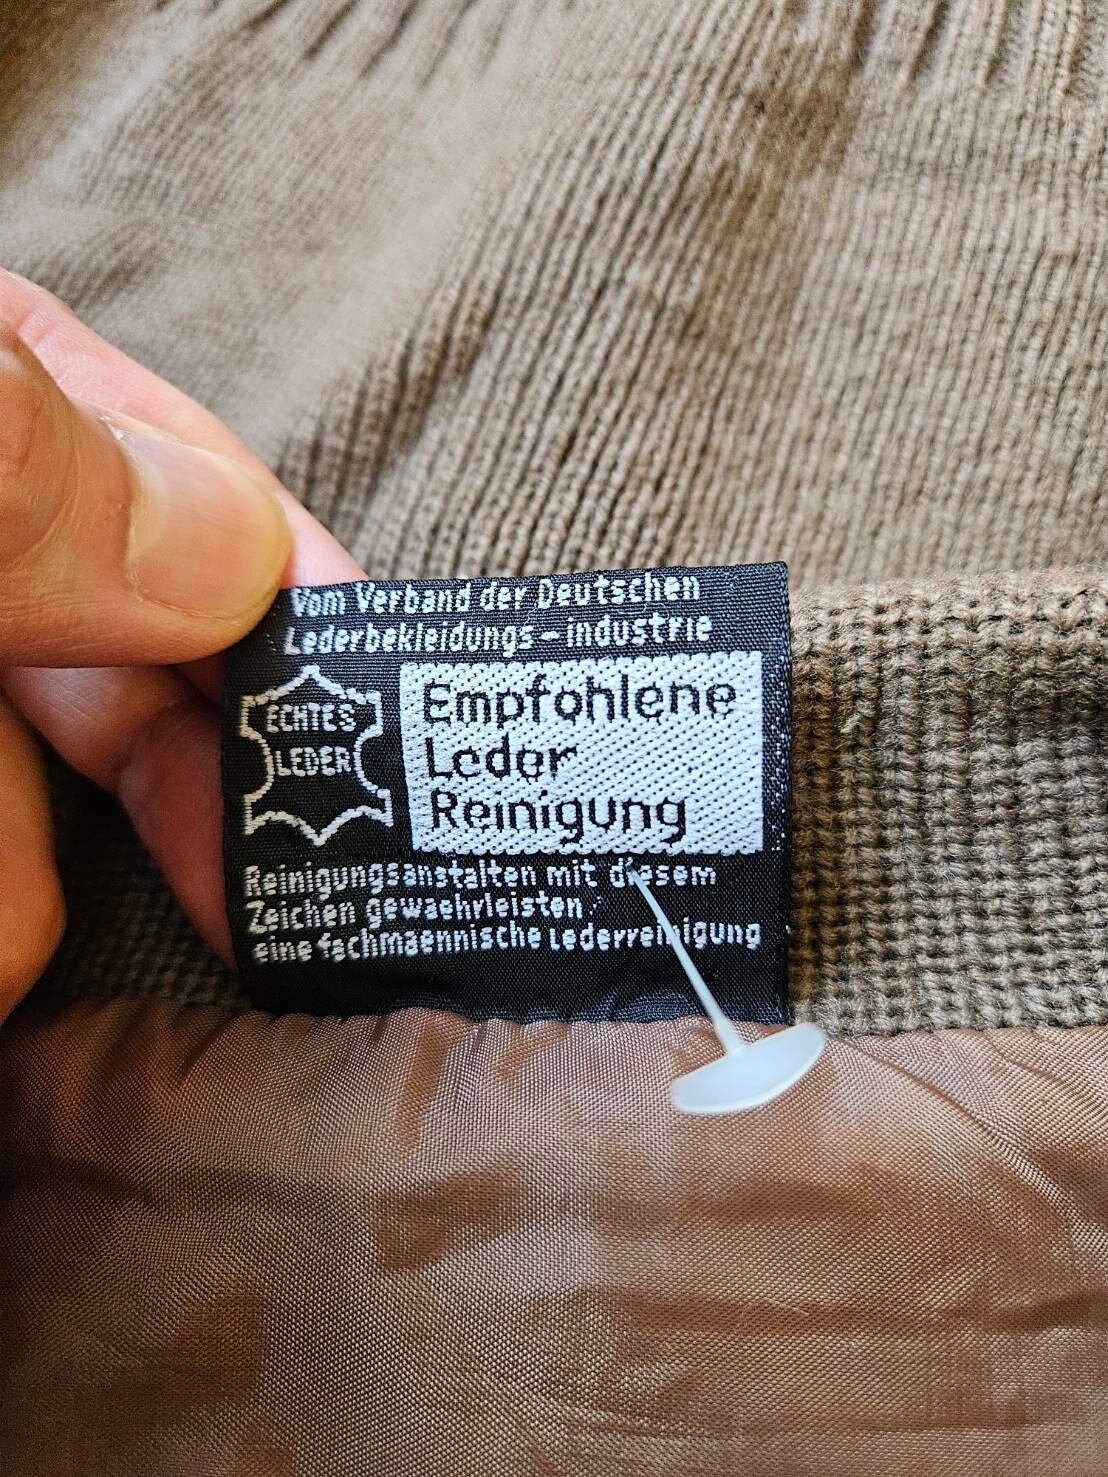 Vom Verband der Deutschen
Lederbekleidungs-industrie
ECHTES
LEDER
Empfohlene
Leder
Reinigung
Reinigungsanstalten mit diesem
Zeichen gewaehrleisten
eine fachmaennische Lederreinigung